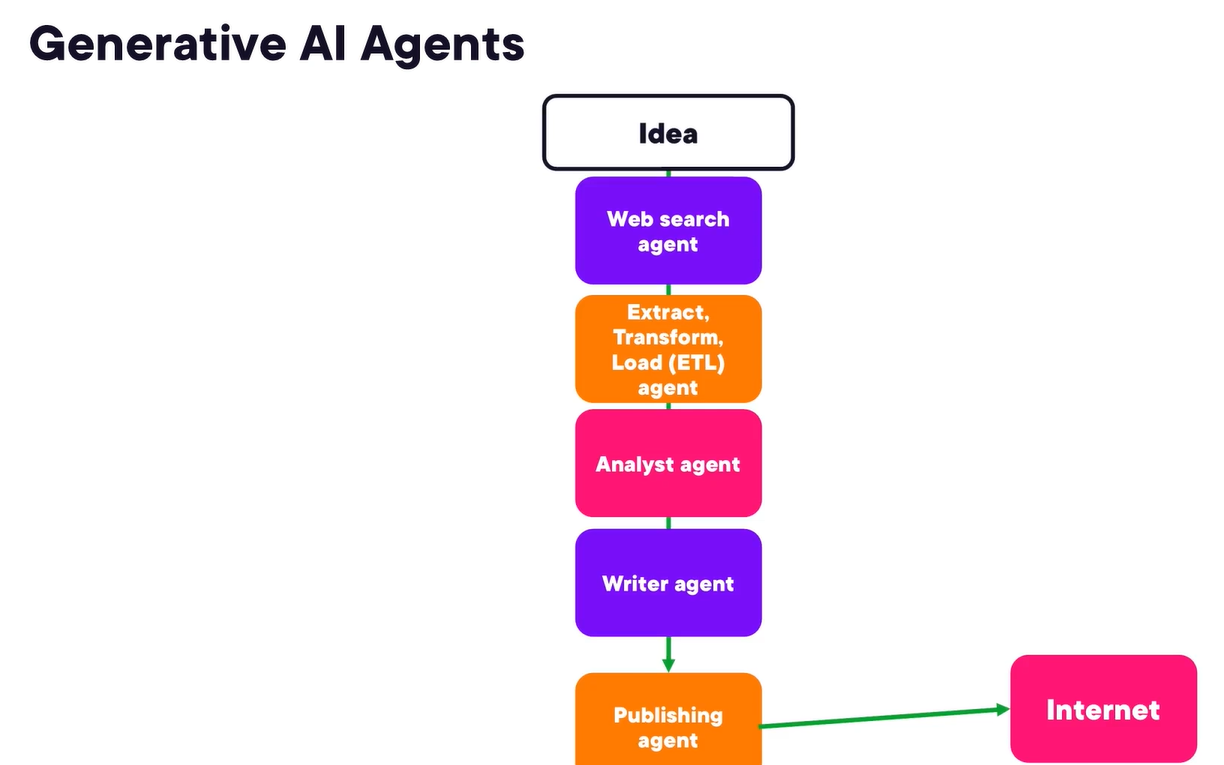 Generative AI Agents
Idea
Web search
agent
Extract,
Transform,
Load (ETL)
agent
Analyst agent
Writer agent
Publishing
agent
Internet